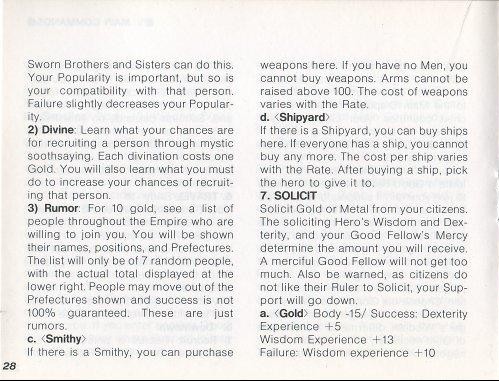 Sworn Brothers and Sisters can do this.
Your Popularity is important, but so is
your compatibility with that person.
Failure slightly decreases your Popular-
ity.
2) Divine: Learn what your chances are
for recruiting a person through mystic
soothsaying. Each divination costs one
Gold. You will also learn what you must
do to increase your chances of recruit-
ing that person.
3) Rumor: For 10 gold, see a list of
people throughout the Empire who are
willing to join you. You will be shown
their names, positions, and Prefectures.
The list will only be of 7 random people,
with the actual total displayed at the
lower right. People may move out of the
Prefectures shown and success is not
100% guaranteed. These are just
rumors.
c. <Smithy>
If there is a Smithy, you can purchase
28
weapons here. If you have no Men, you
cannot buy weapons. Arms cannot be
raised above 100. The cost of weapons
varies with the Rate.
d. <Shipyard>
If there is a Shipyard, you can buy ships
here. If everyone has a ship, you cannot
buy any more. The cost per ship varies
with the Rate. After buying a ship, pick
the hero to give it to.
7. SOLICIT
Solicit Gold or Metal from your citizens.
The soliciting Hero's Wisdom and Dex-
terity, and your Good Fellow's Mercy
determine the amount you will receive.
A merciful Good Fellow will not get too
much. Also be warned, as citizens do
not like their Ruler to Solicit, your Sup-
port will go down.
a. <Gold> Body -15/ Success: Dexterity
Experience +5
Wisdom Experience +13
Failure: Wisdom experience +10